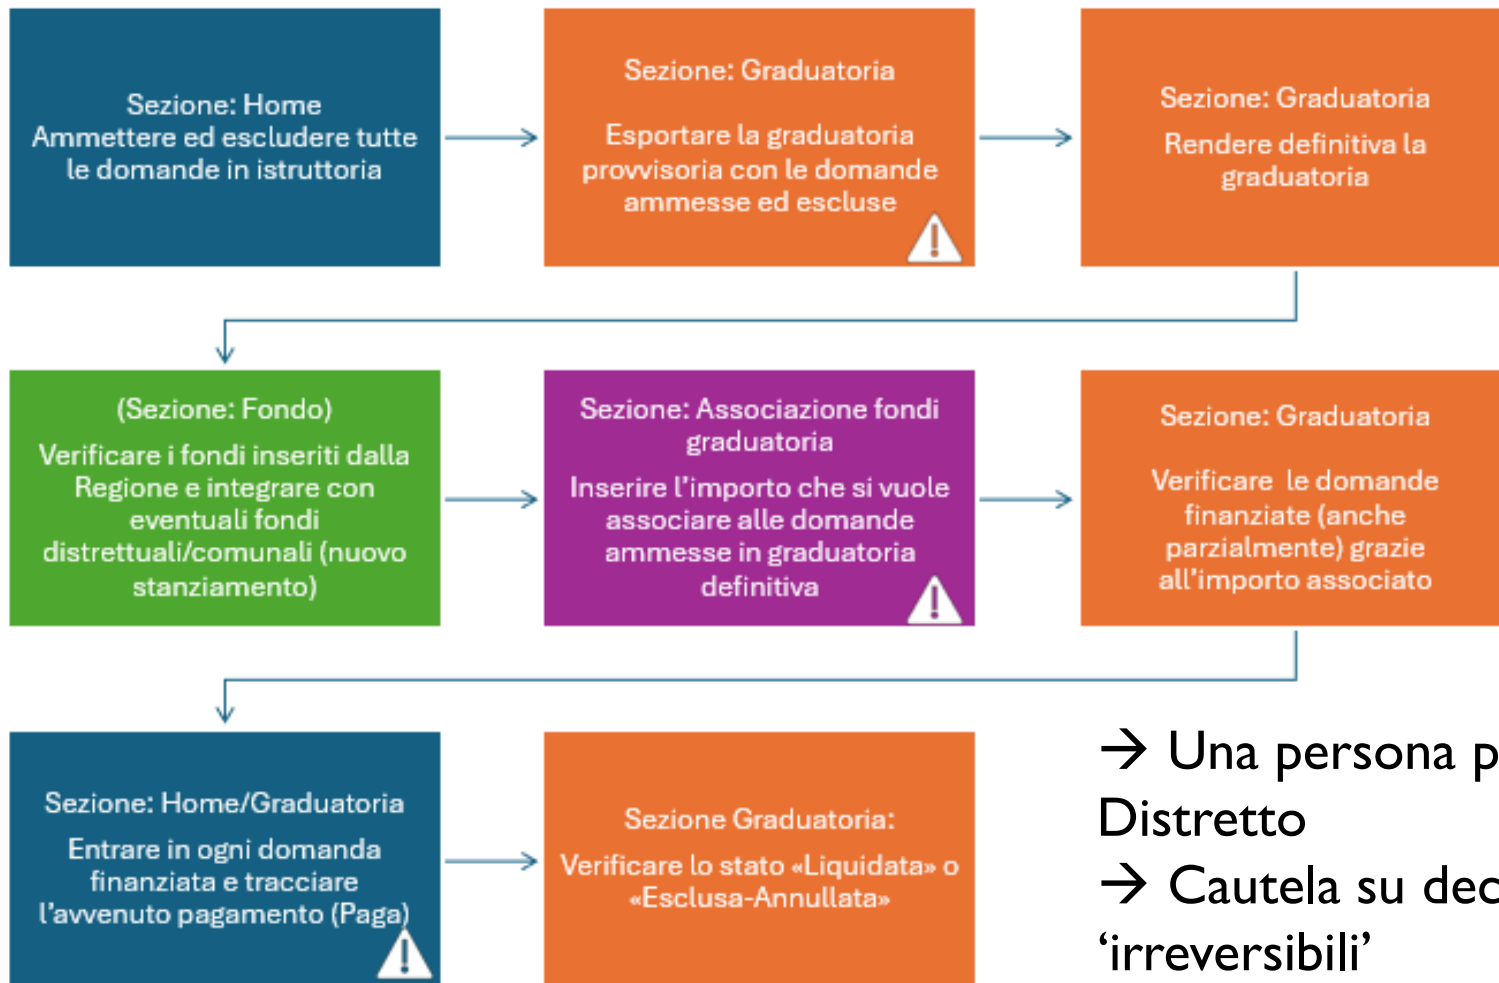 Sezione: Home
Ammettere ed escludere tutte
le domande in istruttoria
Sezione: Graduatoria
Esportare la graduatoria
provvisoria con le domande
ammesse ed escluse
Sezione: Graduatoria
Rendere definitiva la
graduatoria
(Sezione: Fondo)
Verificare i fondi inseriti dalla
Regione e integrare con
eventuali fondi
distrettuali/comunali (nuovo
stanziamento)
Sezione: Associazione fondi
graduatoria
Inserire l’importo che si vuole
associare alle domande
ammesse in graduatoria
definitiva
Sezione: Graduatoria
Verificare le domande
finanziate (anche
parzialmente) grazie
all’importo associato
Sezione: Home/Graduatoria
Entrare in ogni domanda
finanziata e tracciare
l’avvenuto pagamento (Paga)
Sezione Graduatoria:
Verificare lo stato «Liquidata» o
«Esclusa-Annullata»
→ Una persona p
Distretto
→ Cautela su dec
‘irreversibili’